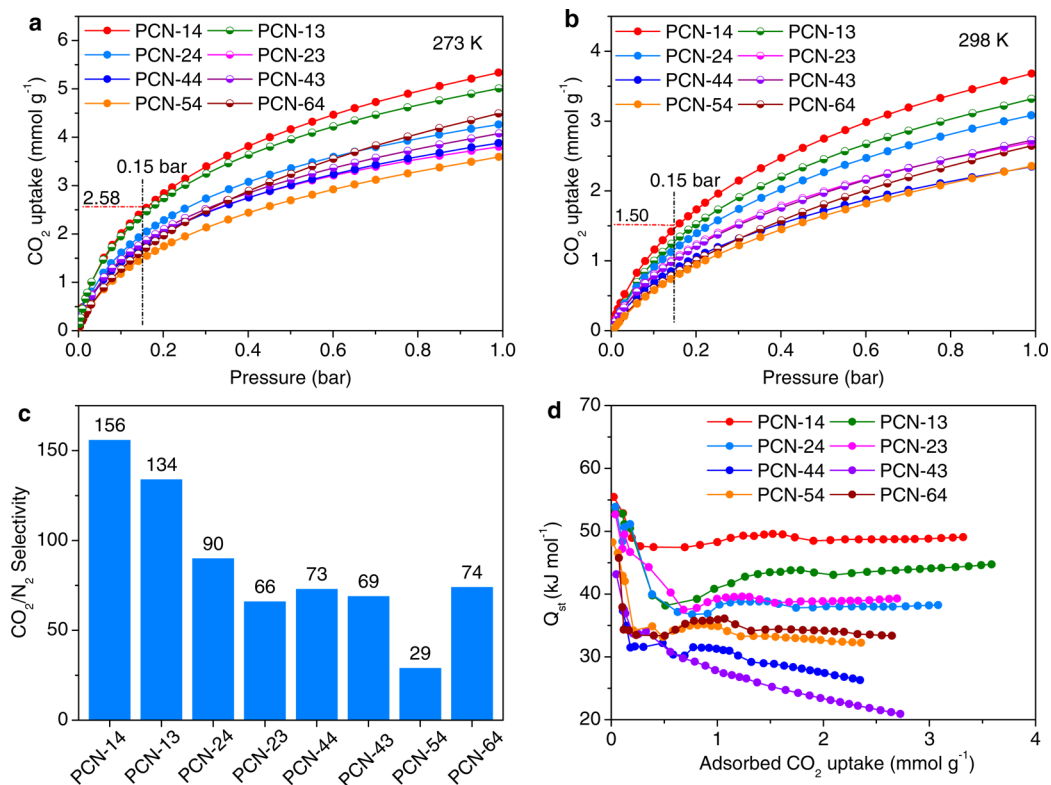 a
PCN-14 PCN-13
PCN-24 PCN-23
PCN-44 PCN-43
PCN-54 PCN-64
273 K
0.15 bar
2.58
CO2 uptake (mmol g-1)
6
5
4
3
2
1
0
0.0 0.2 0.4 0.6 0.8 1.0
Pressure (bar)
b
PCN-14 PCN-13
PCN-24 PCN-23
PCN-44 PCN-43
PCN-54 PCN-64
298 K
0.15 bar
1.50
CO2 uptake (mmol g-1)
4
3
2
1
0
0.0 0.2 0.4 0.6 0.8 1.0
Pressure (bar)
c
CO2/N2 Selectivity
150
100
75
50
0
156
134
90
66
73
69
29
74
PCN-14 PCN-13 PCN-24 PCN-23 PCN-44 PCN-43 PCN-54 PCN-64
d
PCN-14 PCN-13
PCN-24 PCN-23
PCN-44 PCN-43
PCN-54 PCN-64
Qst (kJ mol-1)
70
60
50
40
30
20
0 1 2 3 4
Adsorbed CO2 uptake (mmol g-1)